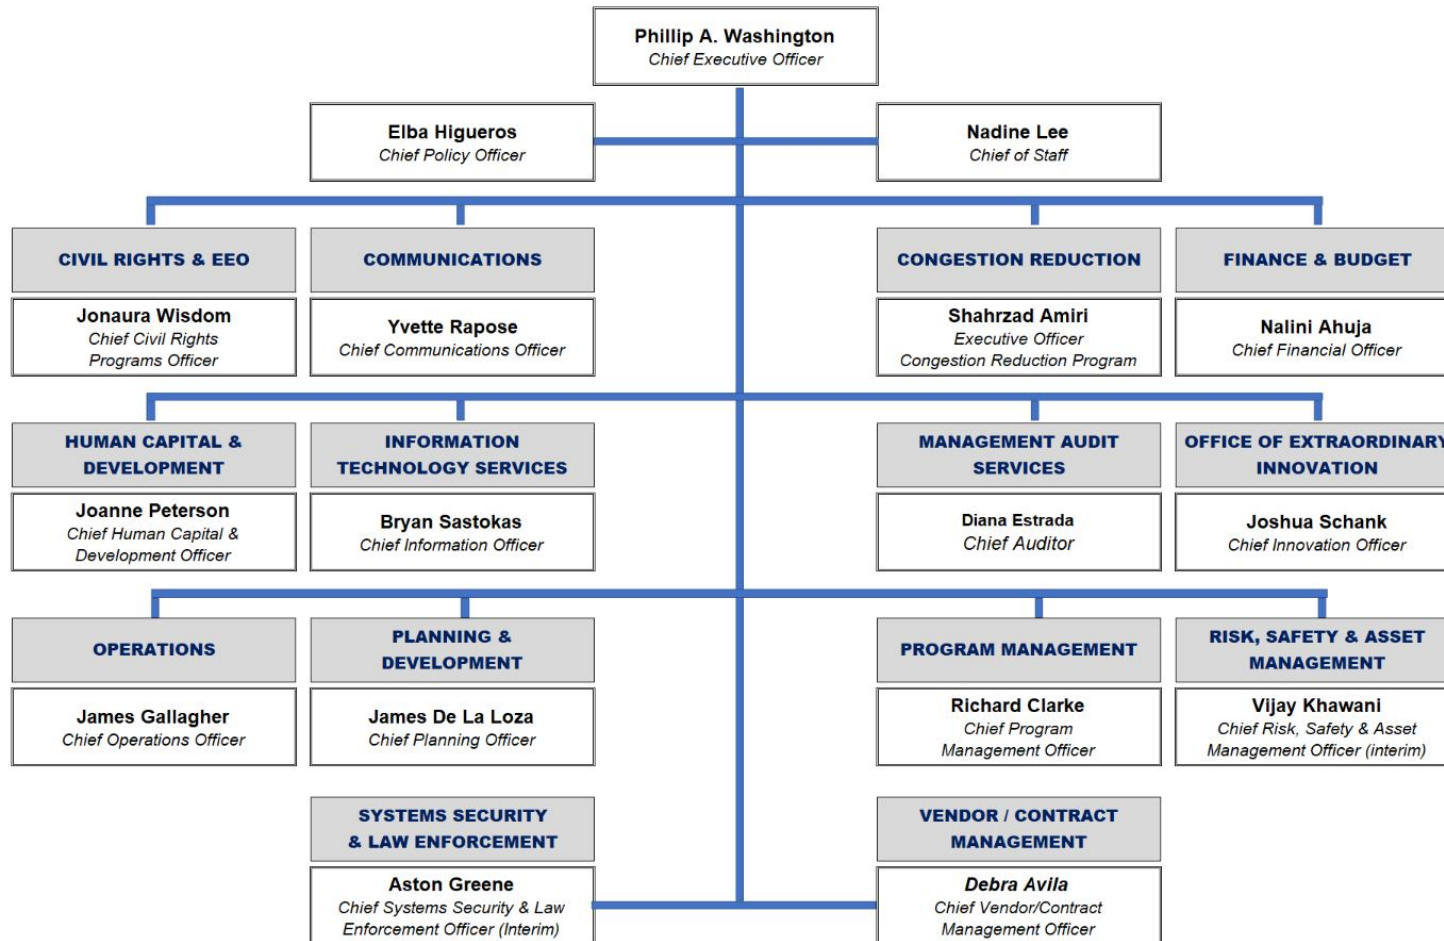 Phillip A. Washington
Chief Executive Officer
Elba Higueros
Chief Policy Officer
Nadine Lee
Chief of Staff
CIVIL RIGHTS & EEO
Jonaura Wisdom
Chief Civil Rights
Programs Officer
COMMUNICATIONS
Yvette Rapose
Chief Communications Officer
CONGESTION REDUCTION
Shahrzad Amiri
Executive Officer
Congestion Reduction Program
FINANCE & BUDGET
Nalini Ahuja
Chief Financial Officer
HUMAN CAPITAL &
DEVELOPMENT
Joanne Peterson
Chief Human Capital &
Development Officer
INFORMATION
TECHNOLOGY SERVICES
Bryan Sastokas
Chief Information Officer
MANAGEMENT AUDIT
SERVICES
Diana Estrada
Chief Auditor
OFFICE OF EXTRAORDINARY
INNOVATION
Joshua Schank
Chief Innovation Officer
OPERATIONS
James Gallagher
Chief Operations Officer
PLANNING &
DEVELOPMENT
James De La Loza
Chief Planning Officer
PROGRAM MANAGEMENT
Richard Clarke
Chief Program
Management Officer
RISK, SAFETY & ASSET
MANAGEMENT
Vijay Khawani
Chief Risk, Safety & Asset
Management Officer (interim)
SYSTEMS SECURITY
& LAW ENFORCEMENT
Aston Greene
Chief Systems Security & Law
Enforcement Officer (Interim)
VENDOR / CONTRACT
MANAGEMENT
Debra Avila
Chief Vendor/Contract
Management Officer